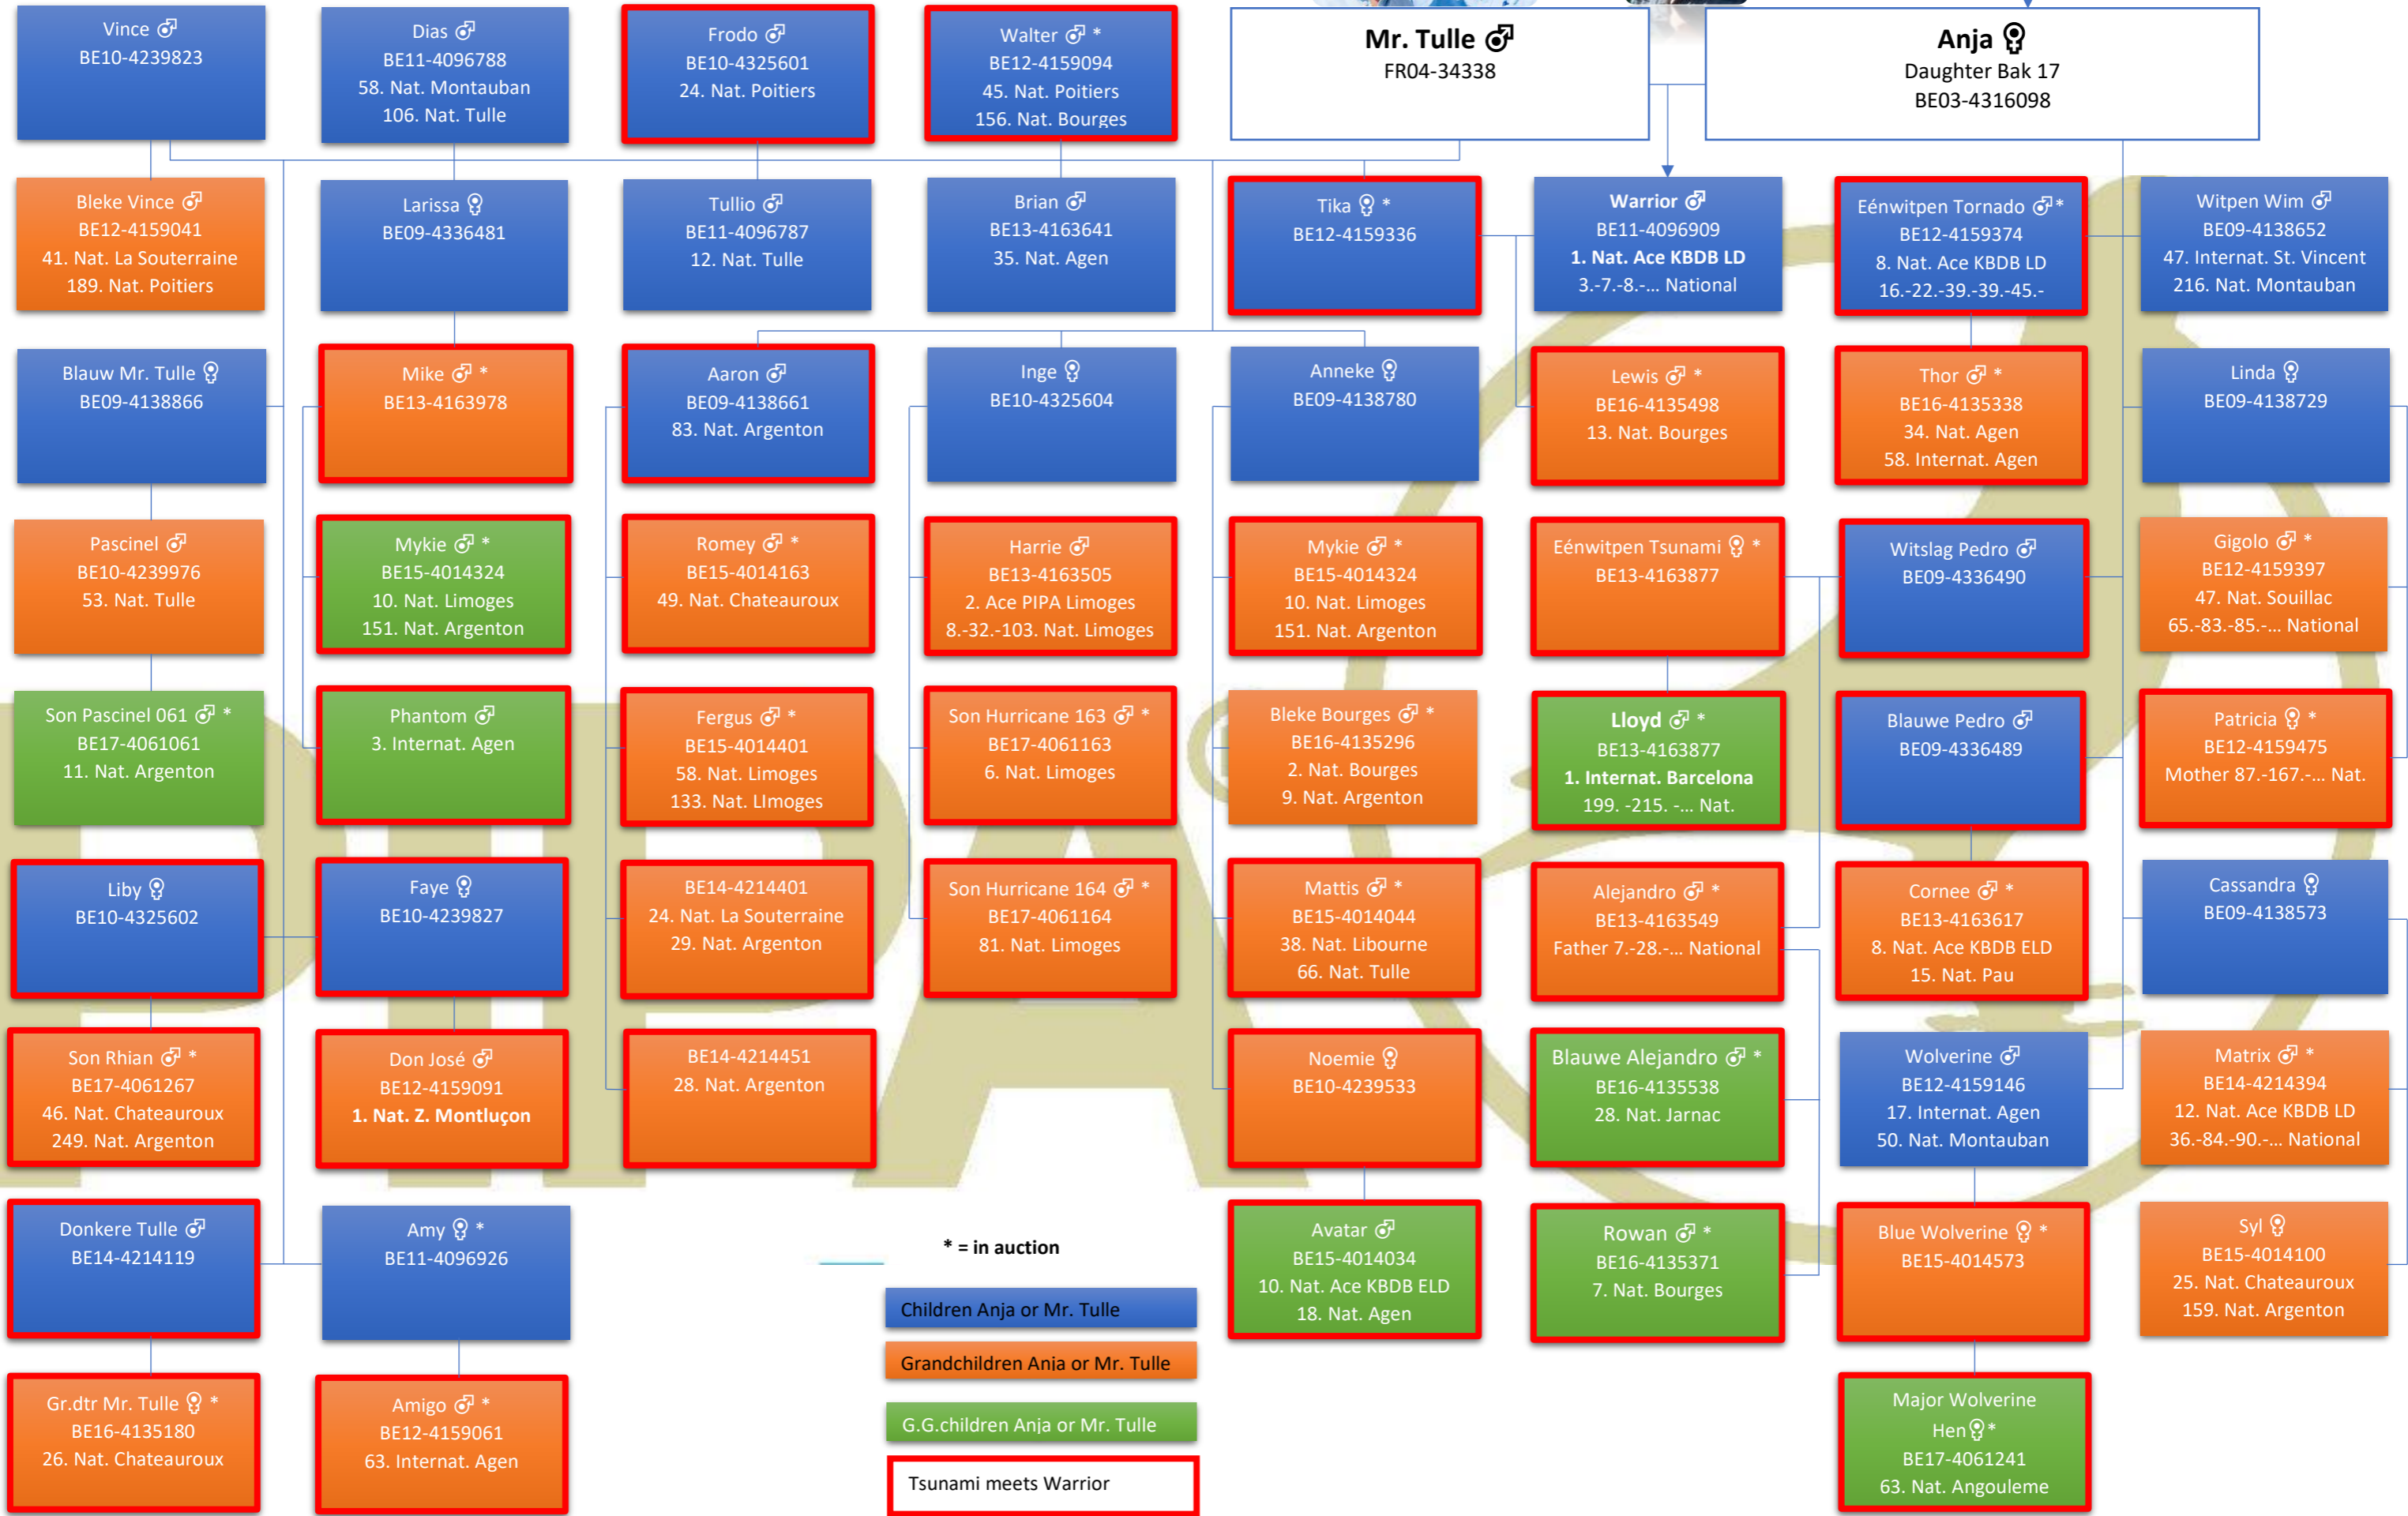 Vince ♂
BE10-4239823
Dias ♂
BE11-4096788
58. Nat. Montauban
106. Nat. Tulle
Frodo ♂
BE10-4325601
24. Nat. Poitiers
Walter ♂ *
BE12-4159094
45. Nat. Poitiers
156. Nat. Bourges
Mr. Tulle ♂
FR04-34338
Anja ♀
Daughter Bak 17
BE03-4316098
Bleke Vince ♂
BE12-4159041
41. Nat. La Souterraine
189. Nat. Poitiers
Larissa ♀
BE09-4336481
Tullio ♂
BE11-4096787
12. Nat. Tulle
Brian ♂
BE13-4163641
35. Nat. Agen
Tika ♀ *
BE12-4159336
Warrior ♂
BE11-4096909
1. Nat. Ace KBDB LD
3.-7.-8.-... National
Eénwitpen Tornado ♂*
BE12-4159374
8. Nat. Ace KBDB LD
16.-22.-39.-39.-45.-
Witpen Wim ♂
BE09-4138652
47. Internat. St. Vincent
216. Nat. Montauban
Blauw Mr. Tulle ♀
BE09-4138866
Mike ♂ *
BE13-4163978
Aaron ♂
BE09-4138661
83. Nat. Argenton
Inge ♀
BE10-4325604
Anneke ♀
BE09-4138780
Lewis ♂ *
BE16-4135498
13. Nat. Bourges
Thor ♂ *
BE16-4135338
34. Nat. Agen
58. Internat. Agen
Linda ♀
BE09-4138729
Pascinel ♂
BE10-4239976
53. Nat. Tulle
Mykie ♂ *
BE15-4014324
10. Nat. Limoges
151. Nat. Argenton
Romey ♂ *
BE15-4014163
49. Nat. Chateauroux
Harrie ♂
BE13-4163505
2. Ace PIPA Limoges
8.-32.-103. Nat. Limoges
Mykie ♂ *
BE15-4014324
10. Nat. Limoges
151. Nat. Argenton
Eénwitpen Tsunami ♀ *
BE13-4163877
Witslag Pedro ♂
BE09-4336490
Gigolo ♂ *
BE12-4159397
47. Nat. Souillac
65.-83.-85.-... National
Son Pascinel 061 ♂ *
BE17-4061061
11. Nat. Argenton
Phantom ♂
3. Internat. Agen
Fergus ♂ *
BE15-4014401
58. Nat. Limoges
133. Nat. LImoges
Son Hurricane 163 ♂ *
BE17-4061163
6. Nat. Limoges
Bleke Bourges ♂ *
BE16-4135296
2. Nat. Bourges
9. Nat. Argenton
Lloyd ♂ *
BE13-4163877
1. Internat. Barcelona
199. -215. -... Nat.
Blauwe Pedro ♂
BE09-4336489
Patricia ♀ *
BE12-4159475
Mother 87.-167.-... Nat.
Liby ♀
BE10-4325602
Faye ♀
BE10-4239827
BE14-4214401
24. Nat. La Souterraine
29. Nat. Argenton
Son Hurricane 164 ♂ *
BE17-4061164
81. Nat. Limoges
Mattis ♂ *
BE15-4014044
38. Nat. Libourne
66. Nat. Tulle
Alejandro ♂ *
BE13-4163549
Father 7.-28.-... National
Cornee ♂ *
BE13-4163617
8. Nat. Ace KBDB ELD
15. Nat. Pau
Cassandra ♀
BE09-4138573
Son Rhian ♂ *
BE17-4061267
46. Nat. Chateauroux
249. Nat. Argenton
Don José ♂
BE12-4159091
1. Nat. Z. Montluçon
BE14-4214451
28. Nat. Argenton
Noemie ♀
BE10-4239533
Blauwe Alejandro ♂ *
BE16-4135538
28. Nat. Jarnac
Wolverine ♂
BE12-4159146
17. Internat. Agen
50. Nat. Montauban
Matrix ♂ *
BE14-4214394
12. Nat. Ace KBDB LD
36.-84.-90.-... National
Donkere Tulle ♂
BE14-4214119
Amy ♀ *
BE11-4096926
* = in auction
Avatar ♂
BE15-4014034
10. Nat. Ace KBDB ELD
18. Nat. Agen
Rowan ♂ *
BE16-4135371
7. Nat. Bourges
Blue Wolverine ♀ *
BE15-4014573
Syl ♀
BE15-4014100
25. Nat. Chateauroux
159. Nat. Argenton
Children Anja or Mr. Tulle
Grandchildren Anja or Mr. Tulle
G.G.children Anja or Mr. Tulle
Tsunami meets Warrior
Gr.dtr Mr. Tulle ♀ *
BE16-4135180
26. Nat. Chateauroux
Amigo ♂ *
BE12-4159061
63. Internat. Agen
Major Wolverine
Hen♀*
BE17-4061241
63. Nat. Angouleme
PIPA